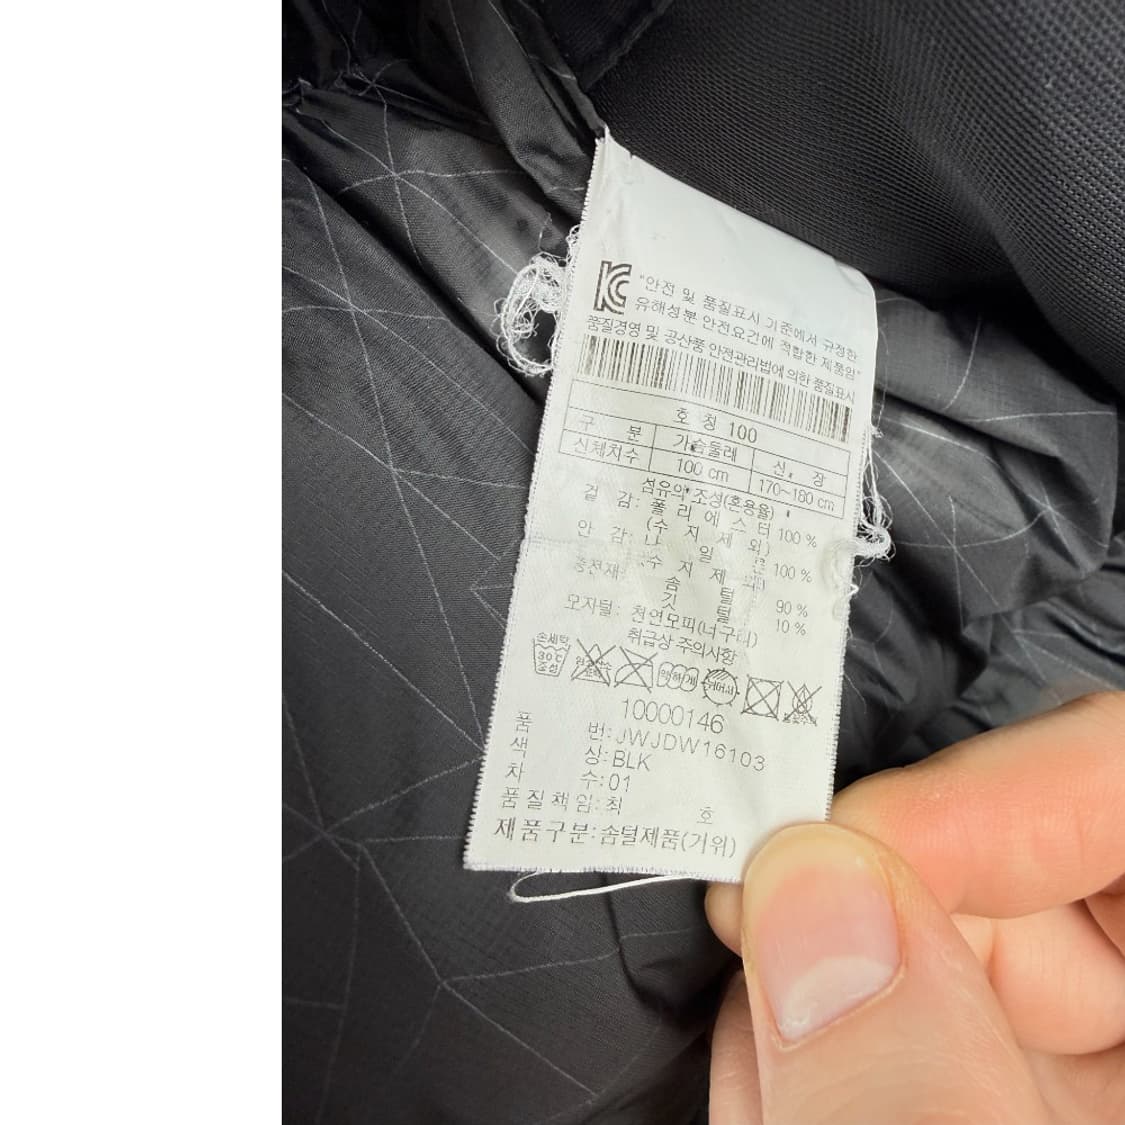 KC
"안전 및 품질표시 기준에서 규정한
유해성분 안전요건에 적합한 제품임"
품질경영 및 공산품 안전관리법에 의한 품질표시
호 칭 100
구 분 가슴둘레 신 장
신체치수 100 cm 170~180 cm
섬유의 조성(혼용율)
겉 감: 폴 리 에 스 터 100 %
(수 지 제 외)
안 감: 나 일 론 100 %
(수 지 제 외)
충전재: 솜 털 90 %
깃 털 10 %
모자털: 천연모피(너구리)
취급상 주의사항
손세탁
30°C
중성
약하게
뉘어서
10000146
품 번:JWJDW16103
색 상:BLK
차 수:01
품 질 책 임: 최 호
제 품 구 분:솜털제품(거위)